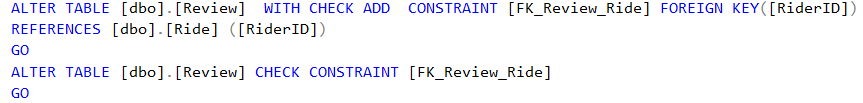 ALTER TABLE [dbo].[Review]  WITH CHECK ADD  CONSTRAINT [FK_Review_Ride] FOREIGN KEY([RiderID])
REFERENCES [dbo].[Ride] ([RiderID])
GO
ALTER TABLE [dbo].[Review] CHECK CONSTRAINT [FK_Review_Ride]
GO